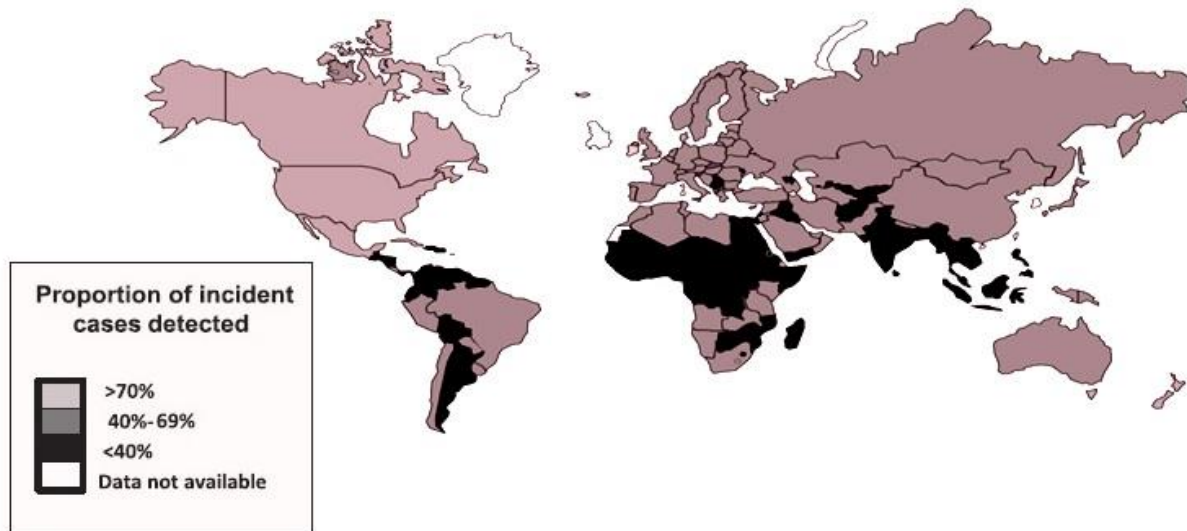 Proportion of incident
cases detected
>70%
40%-69%
<40%
Data not available